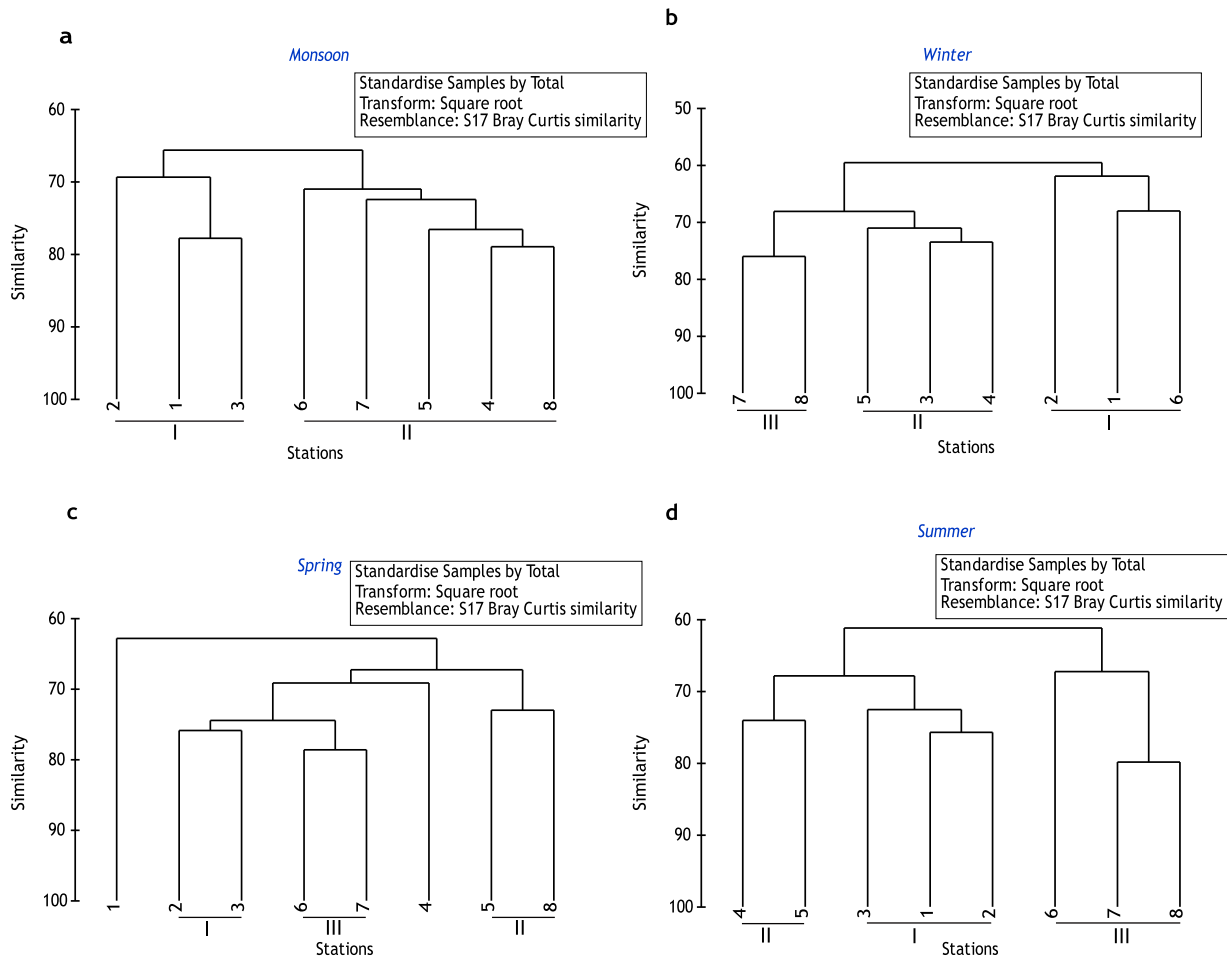 a
Monsoon
Standardise Samples by Total
Transform: Square root
Resemblance: S17 Bray Curtis similarity
60
70
80
90
100
Similarity
2 1 3 6 7 5 4 8
I II
Stations
b
Winter
Standardise Samples by Total
Transform: Square root
Resemblance: S17 Bray Curtis similarity
50
60
70
80
90
100
Similarity
7 8 5 3 4 2 1 6
III II I
Stations
c
Spring
Standardise Samples by Total
Transform: Square root
Resemblance: S17 Bray Curtis similarity
60
70
80
90
100
Similarity
1 2 3 6 7 4 5 8
I III II
Stations
d
Summer
Standardise Samples by Total
Transform: Square root
Resemblance: S17 Bray Curtis similarity
60
70
80
90
100
Similarity
4 5 3 1 2 6 7 8
II I III
Stations